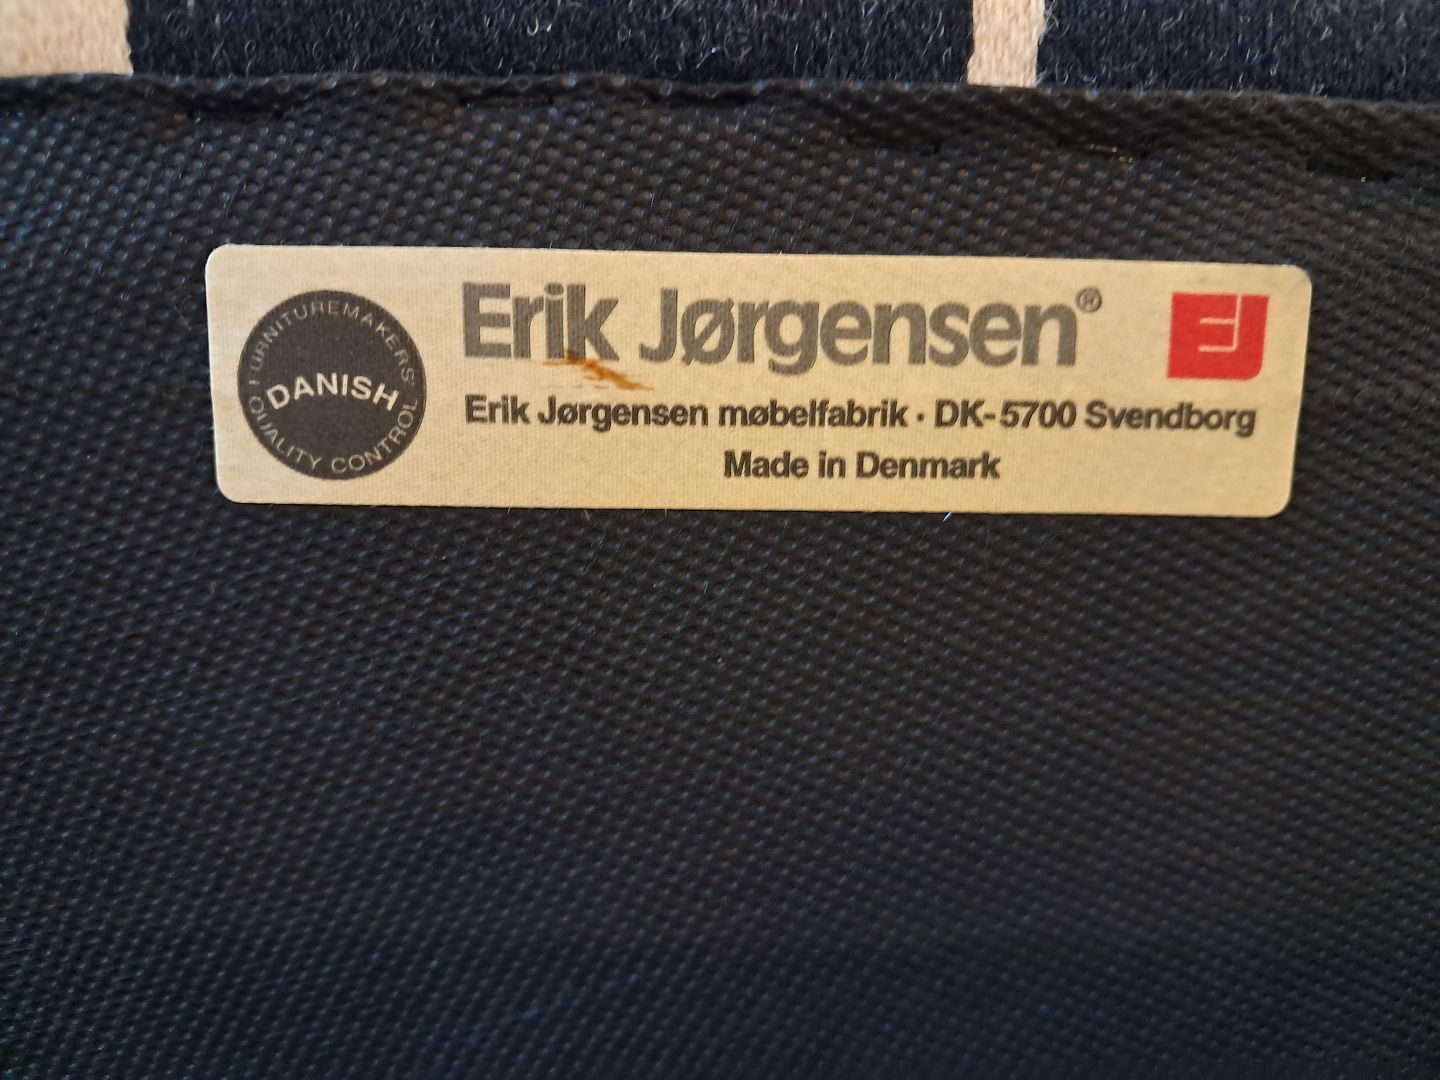 FURNITUREMAKERS'
DANISH
QUALITY CONTROL
Erik Jørgensen®
EJ
Erik Jørgensen møbelfabrik · DK-5700 Svendborg
Made in Denmark